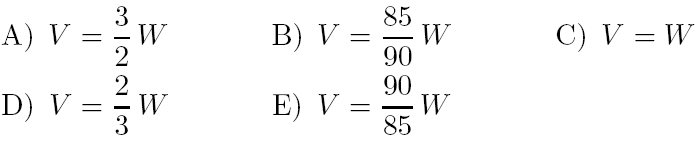 A) V = 3/2 W B) V = 85/90 W C) V = W
D) V = 2/3 W E) V = 90/85 W